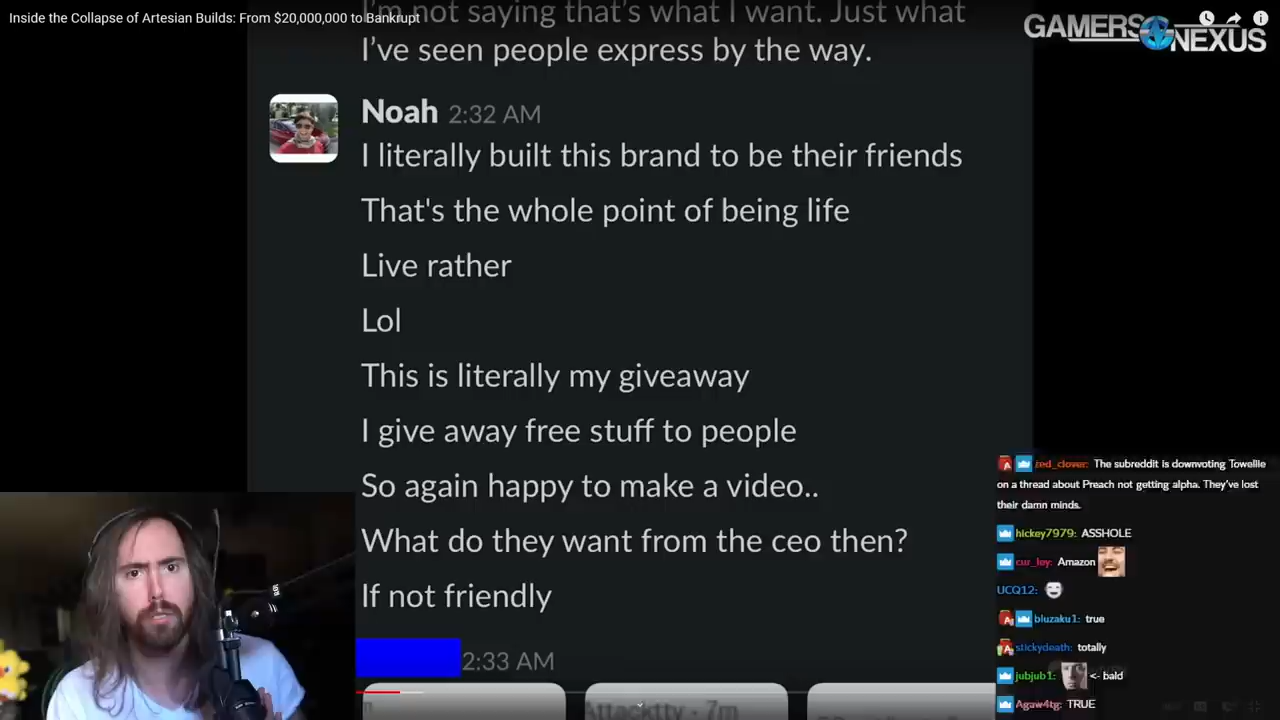 Inside the Collapse of Artesian Builds: From $20,000,000 to Bankrupt
GAMERS NEXUS
I'm not saying that's what I want. Just what
I've seen people express by the way.
Noah 2:32 AM
I literally built this brand to be their friends
That's the whole point of being life
Live rather
Lol
This is literally my giveaway
I give away free stuff to people
So again happy to make a video..
What do they want from the ceo then?
If not friendly
2:33 AM
Attacktty - 7m
red_clover: The subreddit is downvoting Towellie
on a thread about Preach not getting alpha. They've lost
their damn minds.
hickey7979: ASSHOLE
cur_ley: Amazon
UCQ12:
bluzaku1: true
stickydeath: totally
jubjub1: <- bald
Agaw4tg: TRUE